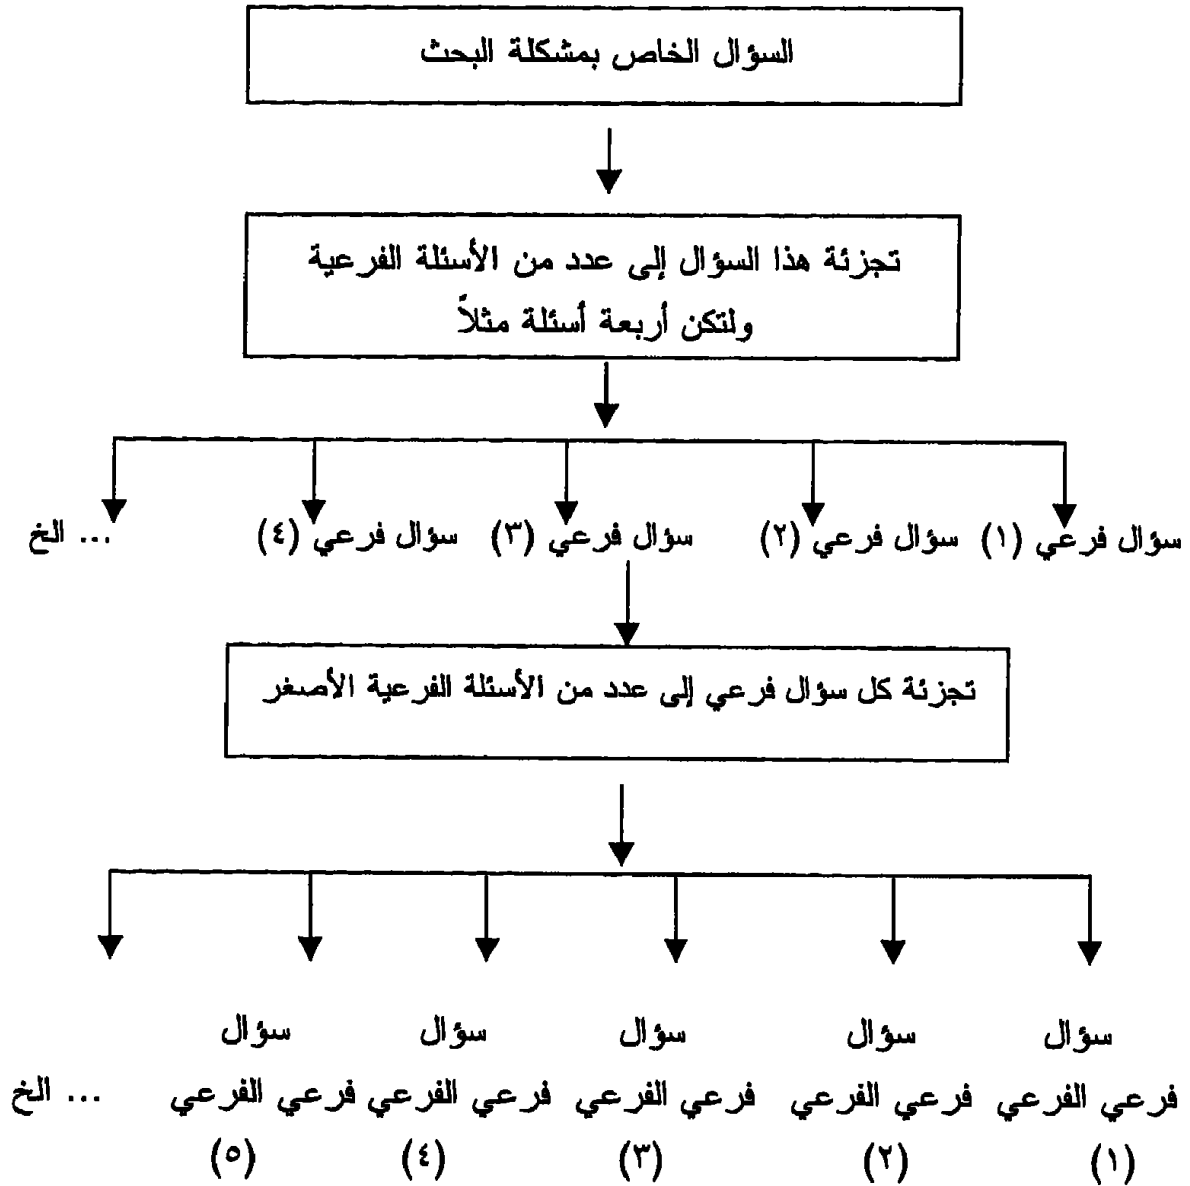 السؤال الخاص بمشكلة البحث
تجزئة هذا السؤال إلى عدد من الأسئلة الفرعية
ولتكن أربعة أسئلة مثلاً
سؤال فرعي (١) سؤال فرعي (٢) سؤال فرعي (٣) سؤال فرعي (٤) ... الخ
تجزئة كل سؤال فرعي إلى عدد من الأسئلة الفرعية الأصغر
سؤال سؤال سؤال سؤال سؤال
فرعي الفرعي فرعي الفرعي فرعي الفرعي فرعي الفرعي فرعي الفرعي ... الخ
(١) (٢) (٣) (٤) (٥)